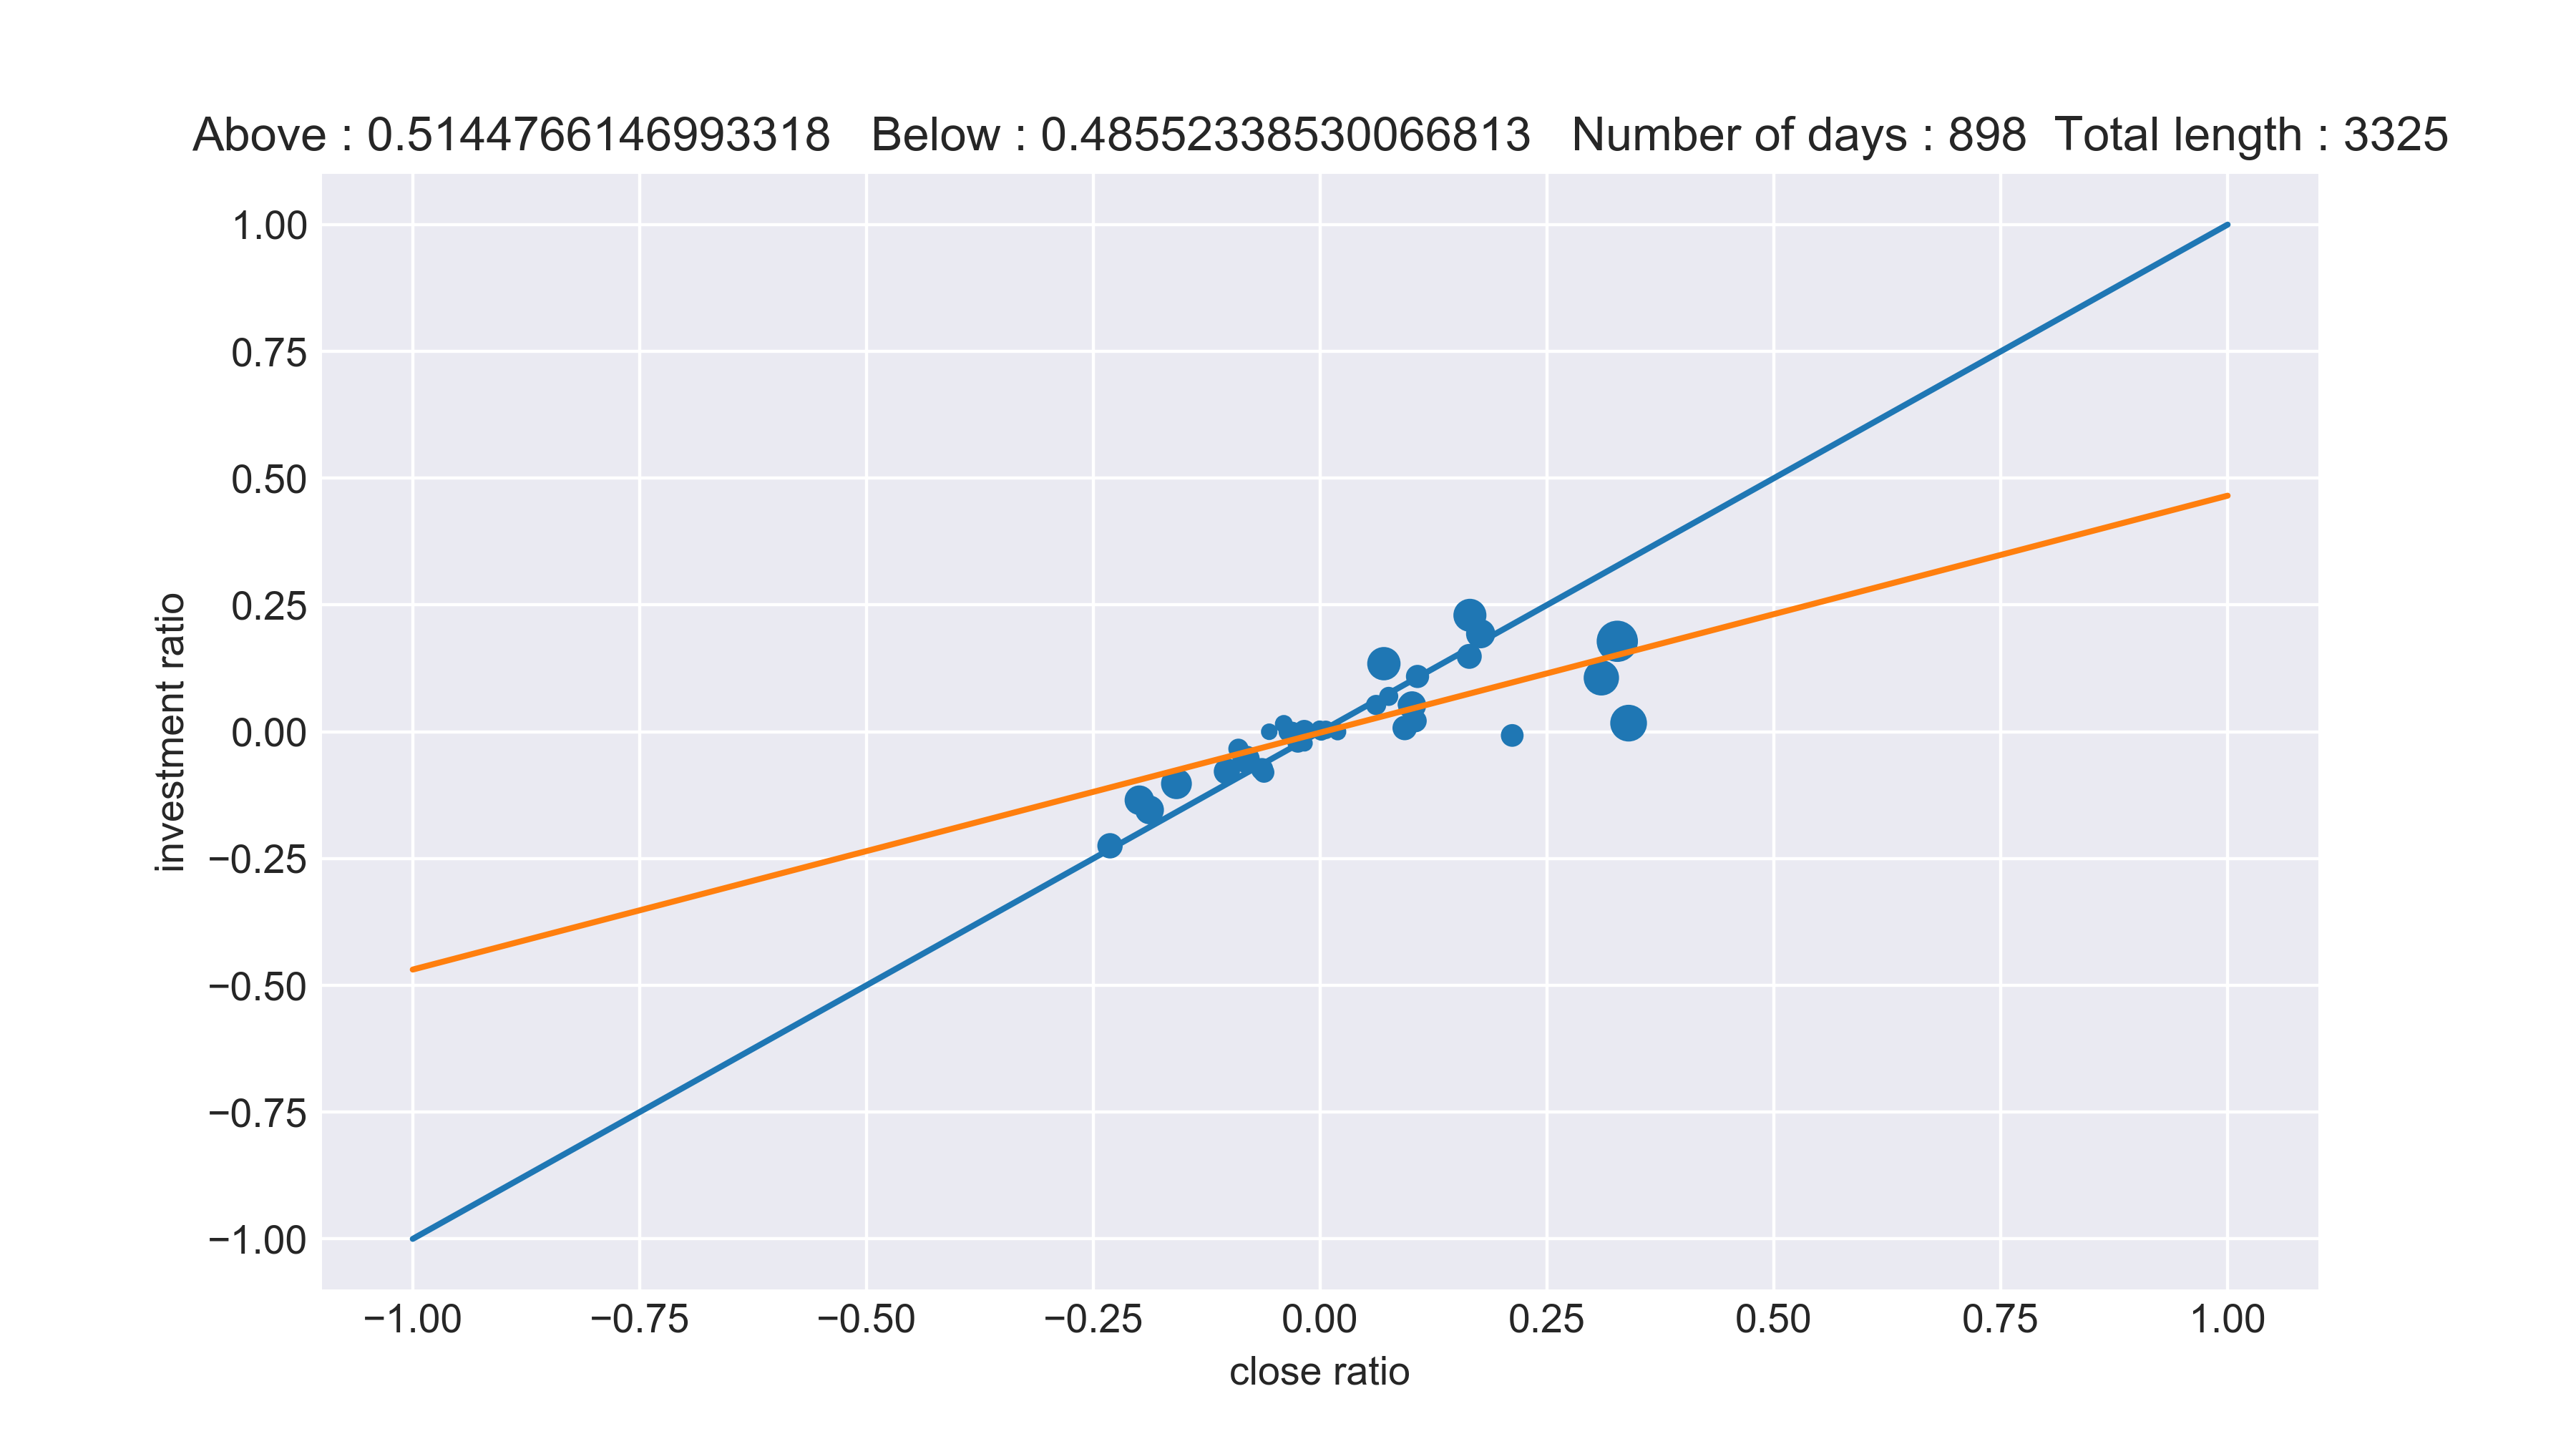 Above : 0.5144766146993318   Below : 0.48552338530066813   Number of days : 898  Total length : 3325
1.00
0.75
0.50
0.25
0.00
−0.25
−0.50
−0.75
−1.00
investment ratio
−1.00 −0.75 −0.50 −0.25 0.00 0.25 0.50 0.75 1.00
close ratio